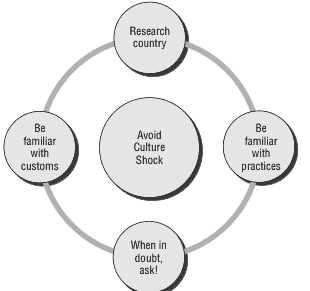 Research
country
Be
familiar
with
customs
Avoid
Culture
Shock
Be
familiar
with
practices
When in
doubt,
ask!